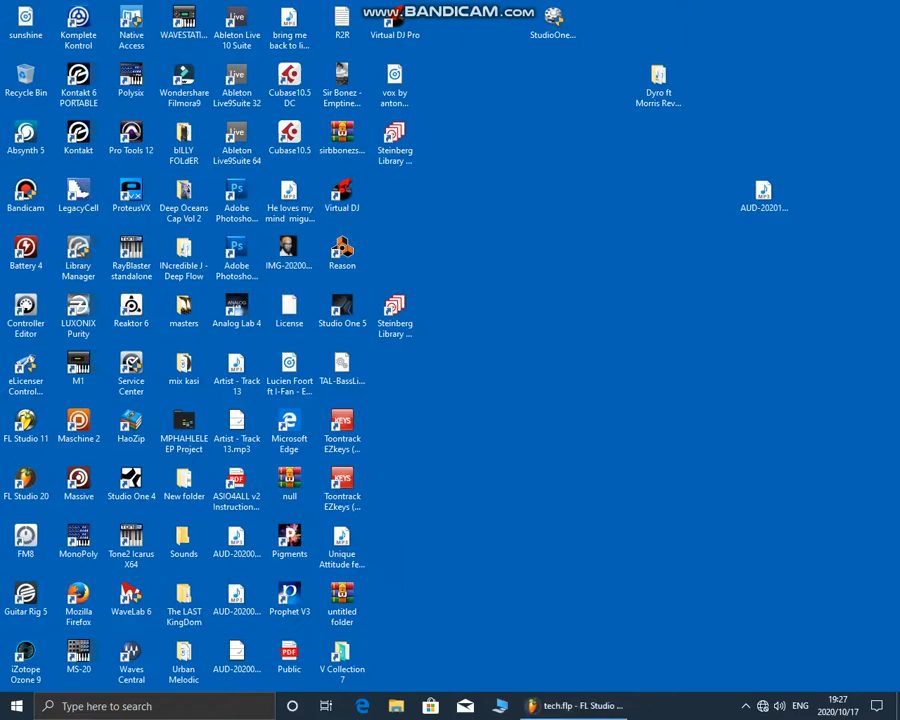 WWW.BANDICAM.COM
sunshine
Komplete
Kontrol
Native
Access
WAVESTATI...
Ableton Live
10 Suite
bring me
back to li...
R2R
Virtual DJ Pro
StudioOne...
Recycle Bin
Kontakt 6
PORTABLE
Polysix
Wondershare
Filmora9
Ableton
Live9Suite 32
Cubase10.5
DC
Sir Bonez -
Emptine...
vox by
anton...
Dyro ft
Morris Rev...
Absynth 5
Kontakt
Pro Tools 12
bILLY
FOLdER
Ableton
Live9Suite 64
Cubase10.5
sirbbonezs...
Steinberg
Library ...
Bandicam
LegacyCell
ProteusVX
Deep Oceans
Cap Vol 2
Adobe
Photosho...
He loves my
mind migu...
Virtual DJ
AUD-20201...
Battery 4
Library
Manager
RayBlaster
standalone
INcredible J -
Deep Flow
Adobe
Photosho...
IMG-20200...
Reason
Controller
Editor
LUXONIX
Purity
Reaktor 6
masters
Analog Lab 4
License
Studio One 5
Steinberg
Library ...
eLicenser
Control...
M1
Service
Center
mix kasi
Artist - Track
13
Lucien Foort
ft I-Fan - E...
TAL-BassLi...
FL Studio 11
Maschine 2
HaoZip
MPHAHLELE
EP Project
Artist - Track
13.mp3
Microsoft
Edge
Toontrack
EZkeys (...
FL Studio 20
Massive
Studio One 4
New folder
ASIO4ALL v2
Instruction...
null
Toontrack
EZkeys (...
FM8
MonoPoly
Tone2 Icarus
X64
Sounds
AUD-20200...
Pigments
Unique
Attitude fe...
Guitar Rig 5
Mozilla
Firefox
WaveLab 6
The LAST
KingDom
AUD-20200...
Prophet V3
untitled
folder
iZotope
Ozone 9
MS-20
Waves
Central
Urban
Melodic
AUD-20200...
Public
V Collection
7
Type here to search
tech.flp - FL Studio ...
ENG
19:27
2020/10/17